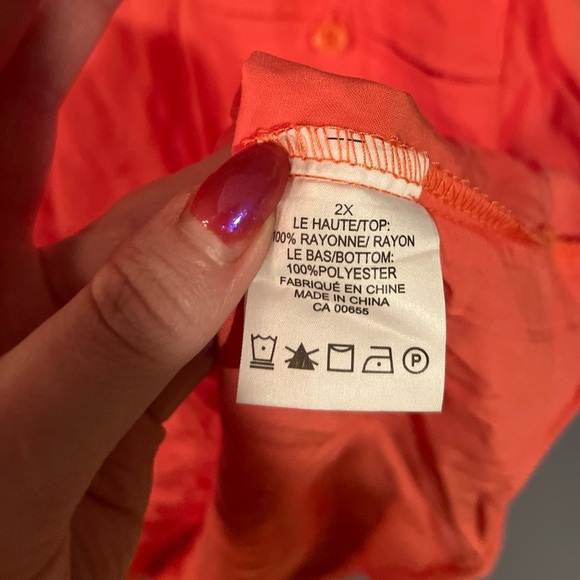 2X
LE HAUTE/TOP:
100% RAYONNE/ RAYON
LE BAS/BOTTOM:
100%POLYESTER
FABRIQUÉ EN CHINE
MADE IN CHINA
CA 00655
P